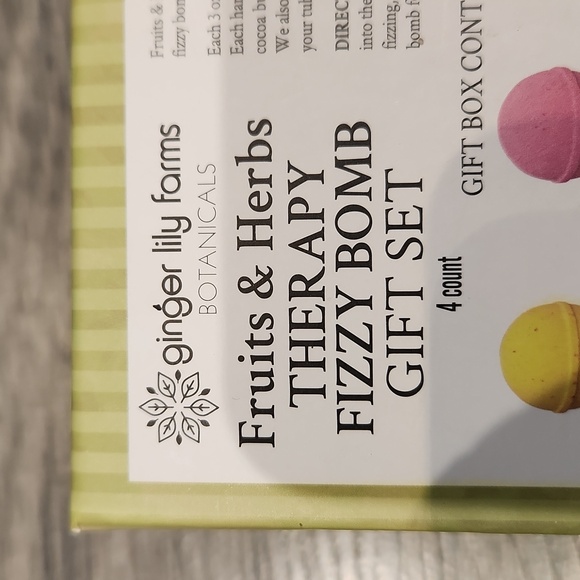 ginger lily farms
BOTANICALS
Fruits & Herbs
THERAPY
FIZZY BOMB
GIFT SET
4 count
Fruits &
fizzy bom
Each 3 o
Each har
cocoa bu
We also
your tub
DIREC
into the
fizzing,
bomb f
GIFT BOX CONT